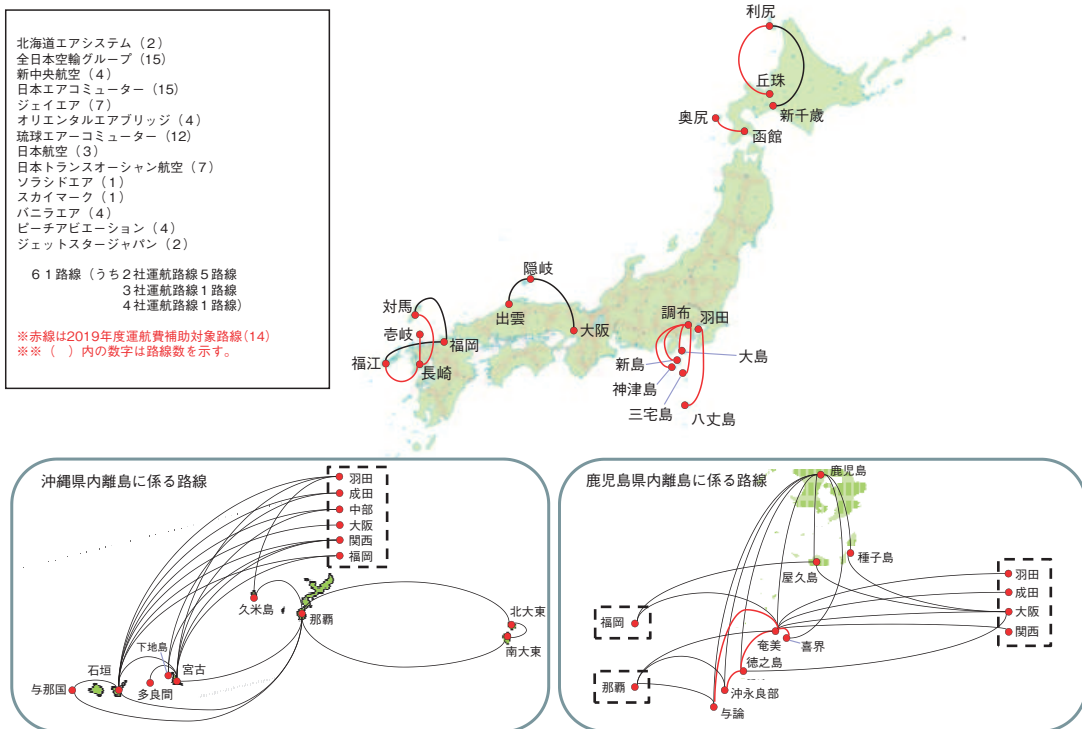 北海道エアシステム（2）
全日本空輸グループ（15）
新中央航空（4）
日本エアコミューター（15）
ジェイエア（7）
オリエンタルエアブリッジ（4）
琉球エアーコミューター（12）
日本航空（3）
日本トランスオーシャン航空（7）
ソラシドエア（1）
スカイマーク（1）
バニラエア（4）
ピーチアビエーション（4）
ジェットスタージャパン（2）
６１路線（うち２社運航路線５路線
３社運航路線１路線
４社運航路線１路線）
※赤線は2019年度運航費補助対象路線(14)
※※（　）内の数字は路線数を示す。
利尻
丘珠
新千歳
奥尻
函館
隠岐
対馬
出雲
大阪
壱岐
福岡
福江
長崎
調布
羽田
大島
新島
神津島
三宅島
八丈島
沖縄県内離島に係る路線
羽田
成田
中部
大阪
関西
福岡
久米島
那覇
北大東
南大東
下地島
宮古
石垣
多良間
与那国
鹿児島県内離島に係る路線
鹿児島
種子島
屋久島
羽田
成田
大阪
関西
福岡
奄美
喜界
徳之島
那覇
沖永良部
与論